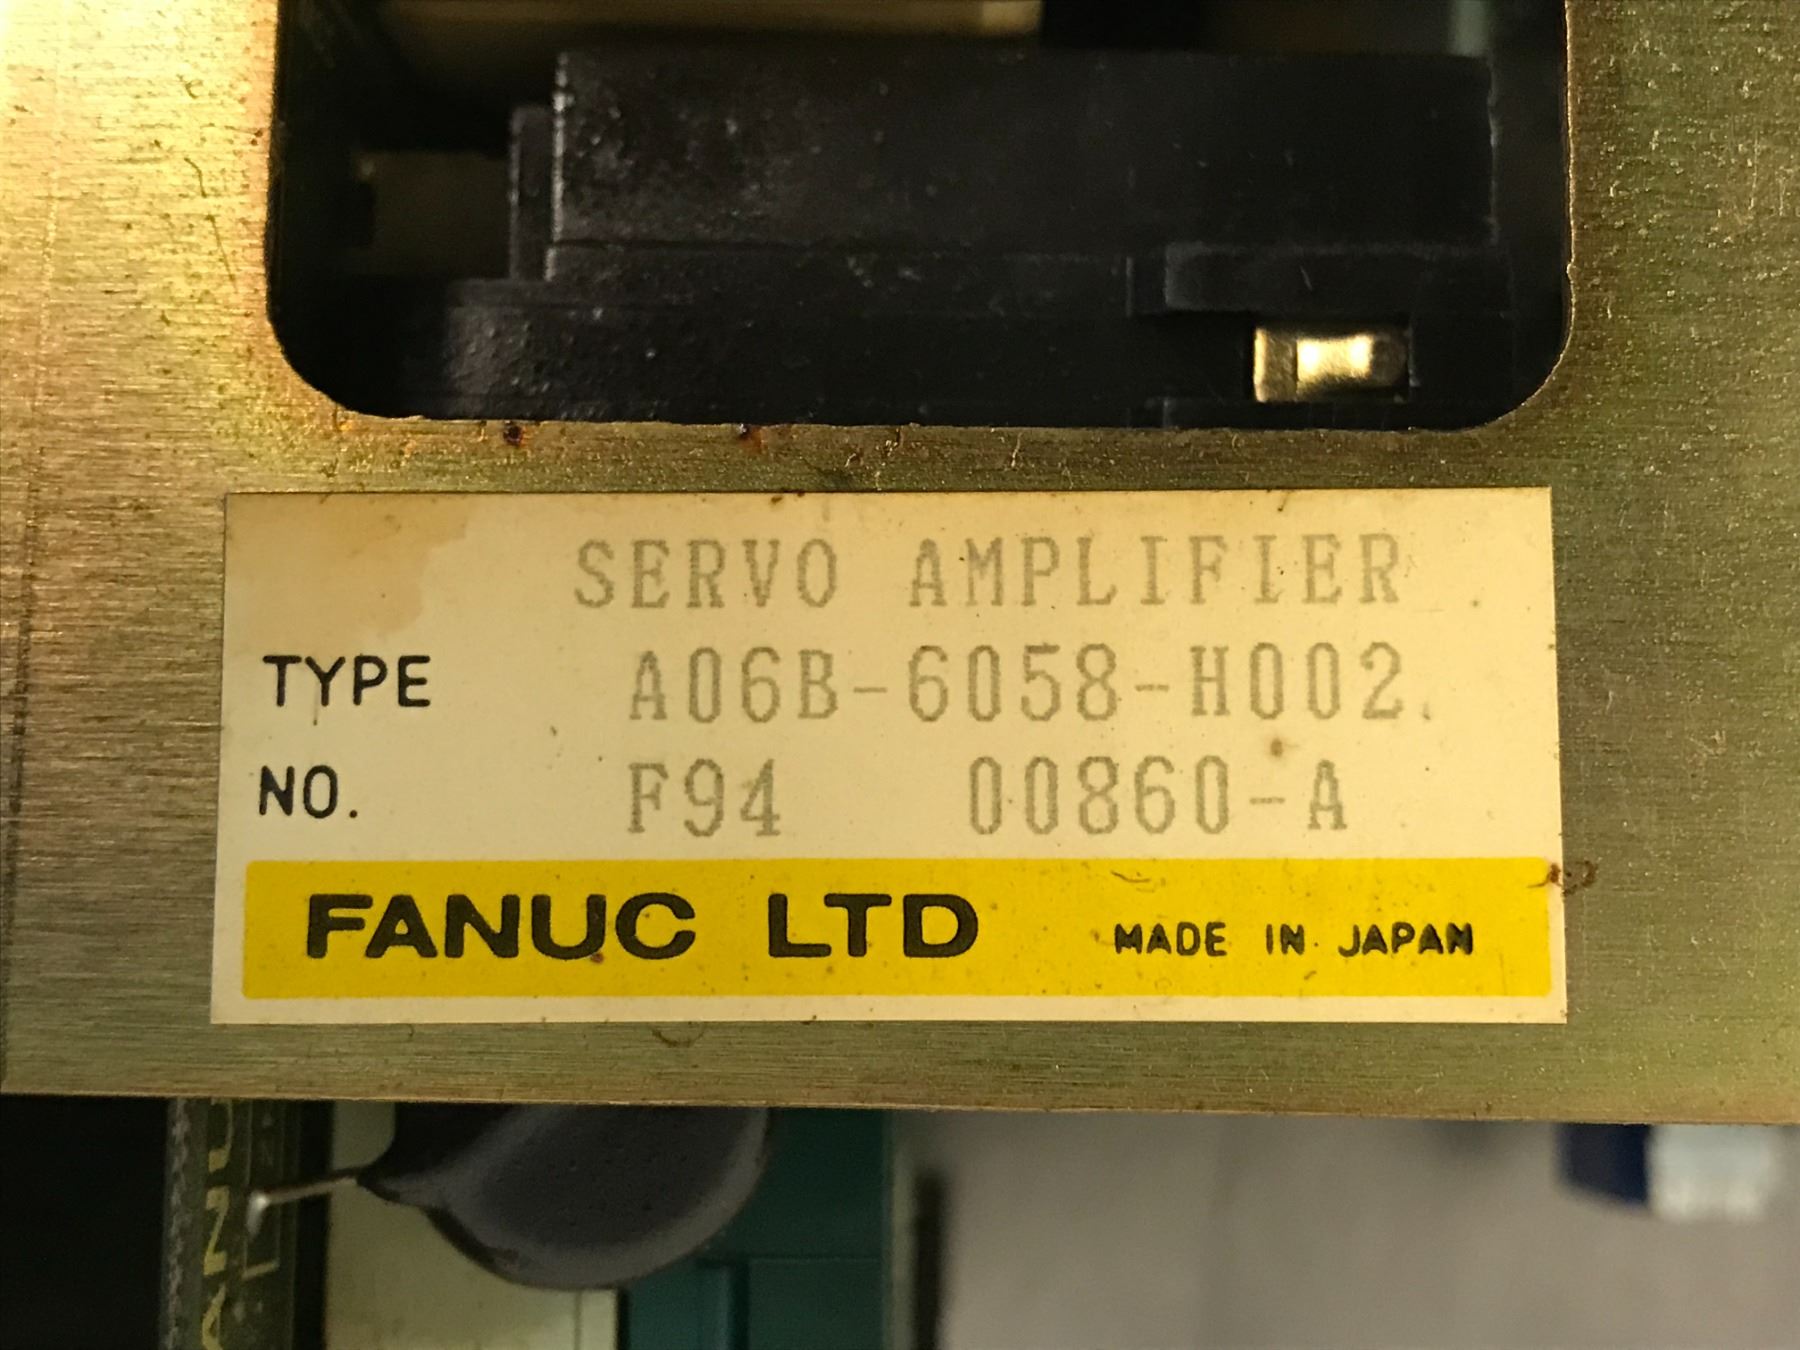 SERVO AMPLIFIER
TYPE A06B-6058-H002
NO. F94 00860-A
FANUC LTD MADE IN JAPAN